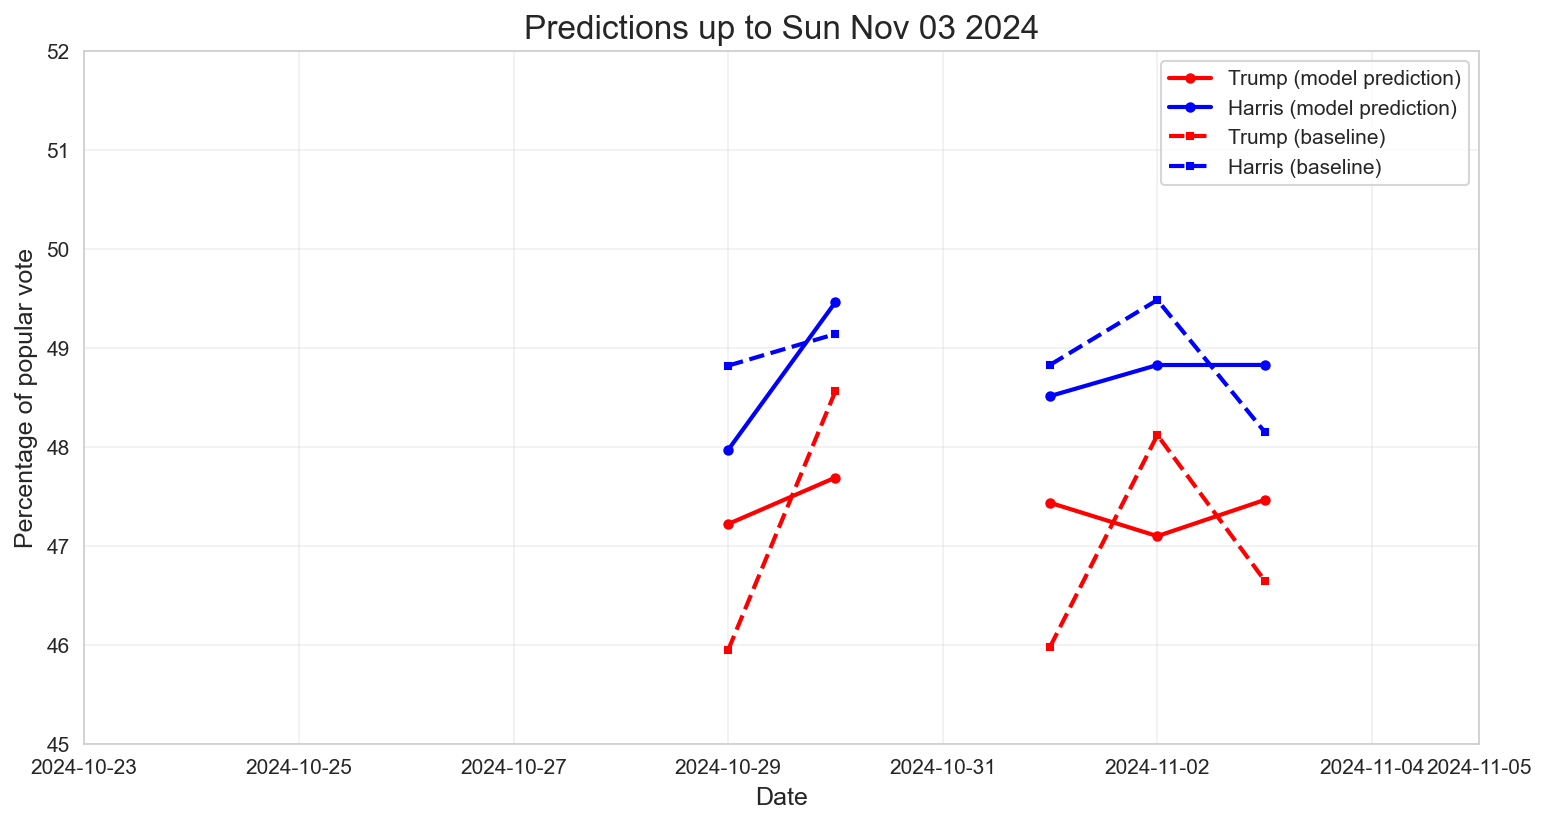 Predictions up to Sun Nov 03 2024
52
51
50
49
48
47
46
45
Percentage of popular vote
Trump (model prediction)
Harris (model prediction)
Trump (baseline)
Harris (baseline)
2024-10-23 2024-10-25 2024-10-27 2024-10-29 2024-10-31 2024-11-02 2024-11-04 2024-11-05
Date